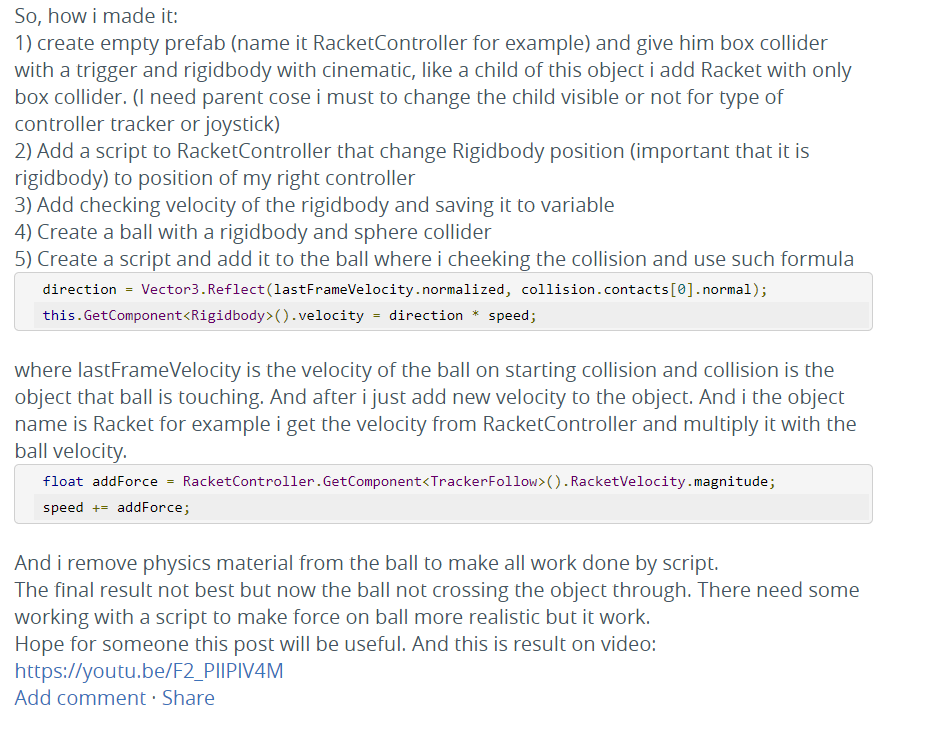 So, how i made it:
1) create empty prefab (name it RacketController for example) and give him box collider
with a trigger and rigidbody with cinematic, like a child of this object i add Racket with only
box collider. (I need parent cose i must to change the child visible or not for type of
controller tracker or joystick)
2) Add a script to RacketController that change Rigidbody position (important that it is
rigidbody) to position of my right controller
3) Add checking velocity of the rigidbody and saving it to variable
4) Create a ball with a rigidbody and sphere collider
5) Create a script and add it to the ball where i cheeking the collision and use such formula
direction = Vector3.Reflect(lastFrameVelocity.normalized, collision.contacts[0].normal);
this.GetComponent<Rigidbody>().velocity = direction * speed;
where lastFrameVelocity is the velocity of the ball on starting collision and collision is the
object that ball is touching. And after i just add new velocity to the object. And i the object
name is Racket for example i get the velocity from RacketController and multiply it with the
ball velocity.
float addForce = RacketController.GetComponent<TrackerFollow>().RacketVelocity.magnitude;
speed += addForce;
And i remove physics material from the ball to make all work done by script.
The final result not best but now the ball not crossing the object through. There need some
working with a script to make force on ball more realistic but it work.
Hope for someone this post will be useful. And this is result on video:
https://youtu.be/F2_PIIPIV4M
Add comment · Share